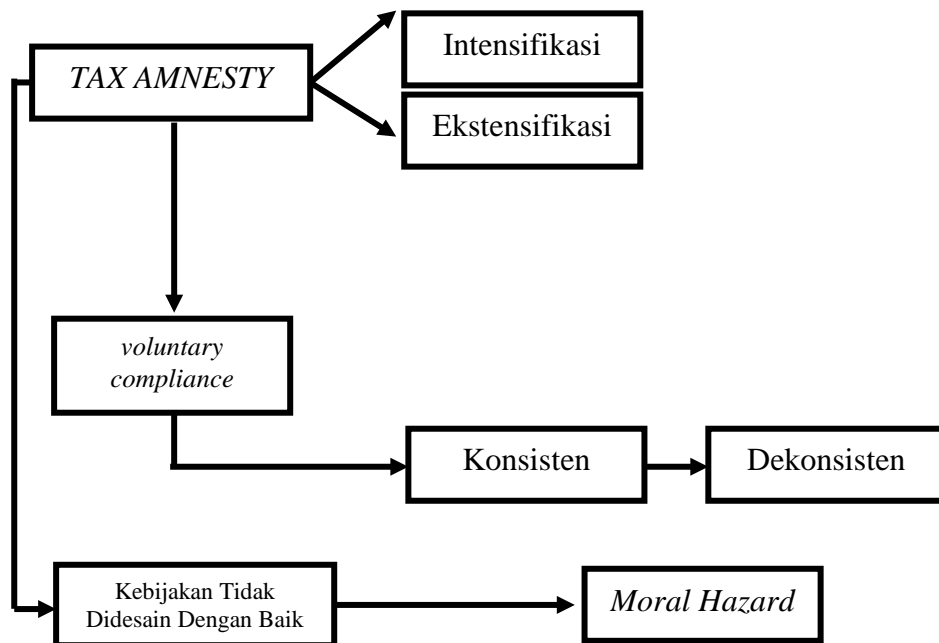 Intensifikasi
TAX AMNESTY
Ekstensifikasi
voluntary
compliance
Konsisten
Dekonsisten
Kebijakan Tidak
Didesain Dengan Baik
Moral Hazard